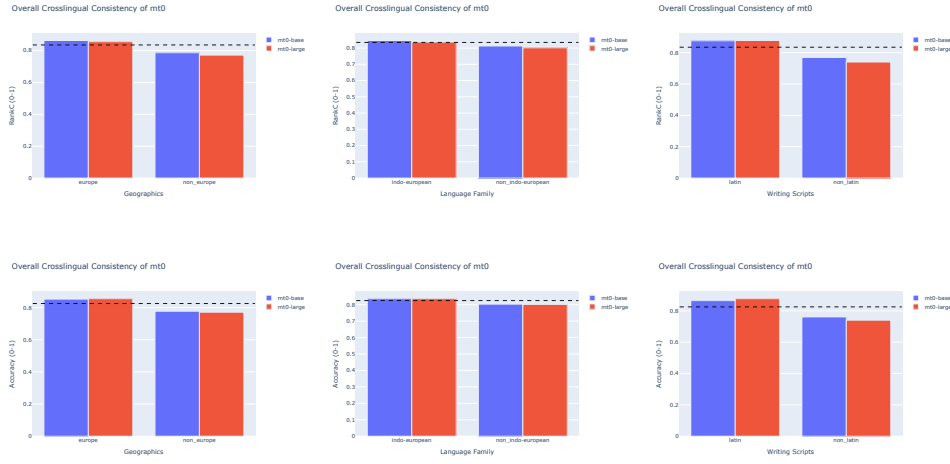 Overall Crosslingual Consistency of mt0
mt0-base
mt0-large
RankC (0-1)
0.8
0.6
0.4
0.2
0
europe
non_europe
Geographics
Overall Crosslingual Consistency of mt0
mt0-base
mt0-large
RankC (0-1)
0.8
0.7
0.6
0.5
0.4
0.3
0.2
0.1
0
indo-european
non_indo-european
Language Family
Overall Crosslingual Consistency of mt0
mt0-base
mt0-large
RankC (0-1)
0.8
0.6
0.4
0.2
0
latin
non_latin
Writing Scripts
Overall Crosslingual Consistency of mt0
mt0-base
mt0-large
Accuracy (0-1)
0.8
0.6
0.4
0.2
0
europe
non_europe
Geographics
Overall Crosslingual Consistency of mt0
mt0-base
mt0-large
Accuracy (0-1)
0.8
0.7
0.6
0.5
0.4
0.3
0.2
0.1
0
indo-european
non_indo-european
Language Family
Overall Crosslingual Consistency of mt0
mt0-base
mt0-large
Accuracy (0-1)
0.8
0.6
0.4
0.2
0
latin
non_latin
Writing Scripts